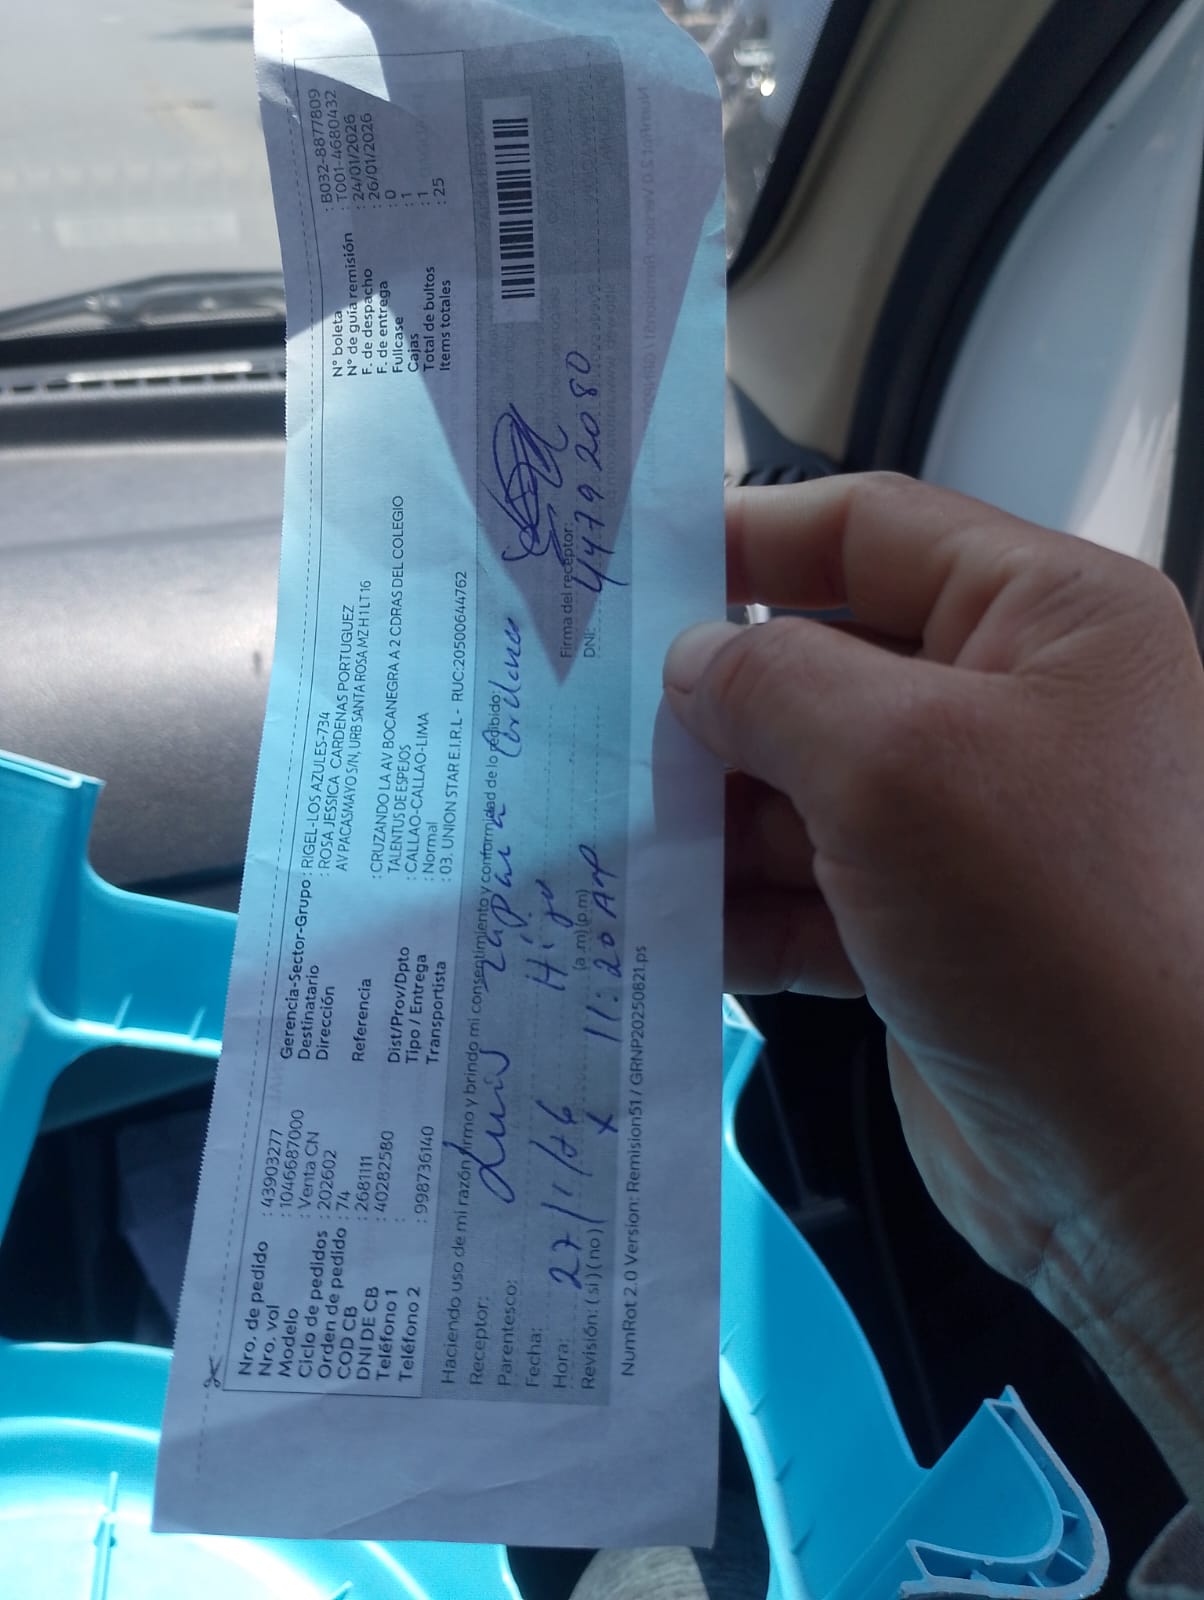 Nro. de pedido : 43903277
Nro. vol : 1046687000
Modelo : Venta CN
Ciclo de pedidos : 202602
Orden de pedido : 74
COD CB : 2681111
DNI DE CB : 40282580
Teléfono 1 :
Teléfono 2 : 998736140
Gerencia-Sector-Grupo : RIGEL-LOS AZULES-734
Destinatario : ROSA JESSICA CARDENAS PORTUGUEZ
Dirección AV PACASMAYO S/N, URB SANTA ROSA MZ H1 LT 16
Referencia : CRUZANDO LA AV BOCANEGRA A 2 CDRAS DEL COLEGIO
TALENTUS DE ESPEJOS
Dist/Prov/Dpto : CALLAO-CALLAO-LIMA
Tipo / Entrega : Normal
Transportista : 03. UNION STAR E.I.R.L - RUC:20500644762
N° boleta : B032-8877809
N° de guía remisión : T001-4680432
F. de despacho : 24/01/2026
F. de entrega : 26/01/2026
Fullcase : 0
Cajas : 1
Total de bultos : 1
Items totales : 25
Haciendo uso de mi razón firmo y brindo mi consentimiento y conformidad de lo recibido:
Receptor: Luis
Parentesco: Hijo
Fecha: 27/1/26
Hora: 11:20 (a.m) (p.m)
Revisión: ( si ) ( no ) X
Firma del receptor:
DNI: 44792080
NumRot 2.0 Version: Remision51 / GRNP20250821.ps